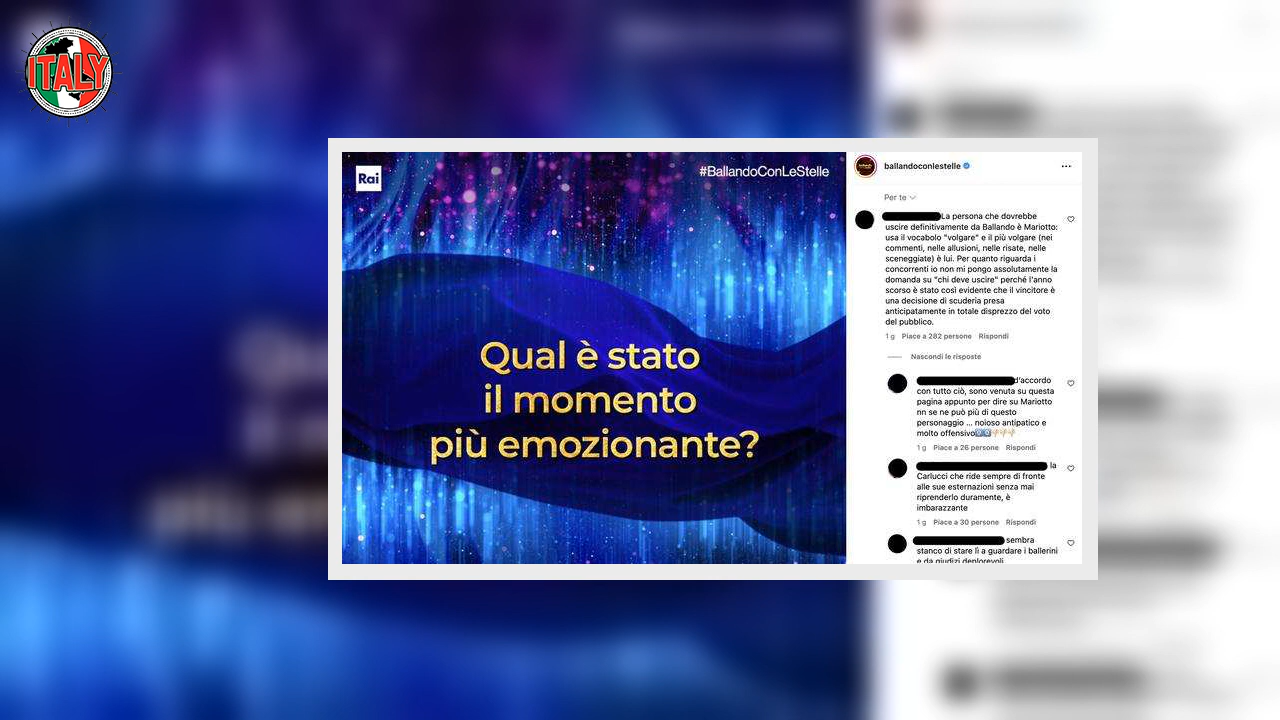 ITALY
Rai
#BallandoConLeStelle
Qual è stato
il momento
più emozionante?
ballandoconlestelle
Per te
La persona che dovrebbe
uscire definitivamente da Ballando è Mariotto:
usa il vocabolo "volgare" e il più volgare (nei
commenti, nelle allusioni, nelle risate, nelle
sceneggiate) è lui. Per quanto riguarda i
concorrenti io non mi pongo assolutamente la
domanda su "chi deve uscire" perché l'anno
scorso è stato così evidente che il vincitore è
una decisione di scuderia presa
anticipatamente in totale disprezzo del voto
del pubblico.
1 g Piace a 282 persone Rispondi
Nascondi le risposte
d'accordo
con tutto ciò, sono venuta su questa
pagina appunto per dire su Mariotto
nn se ne può più di questo
personaggio ... noioso antipatico e
molto offensivo
1 g Piace a 26 persone Rispondi
la
Carlucci che ride sempre di fronte
alle sue esternazioni senza mai
riprenderlo duramente, è
imbarazzante
1 g Piace a 30 persone Rispondi
sembra
stanco di stare lì a guardare i ballerini
e da giudizi deplorevoli